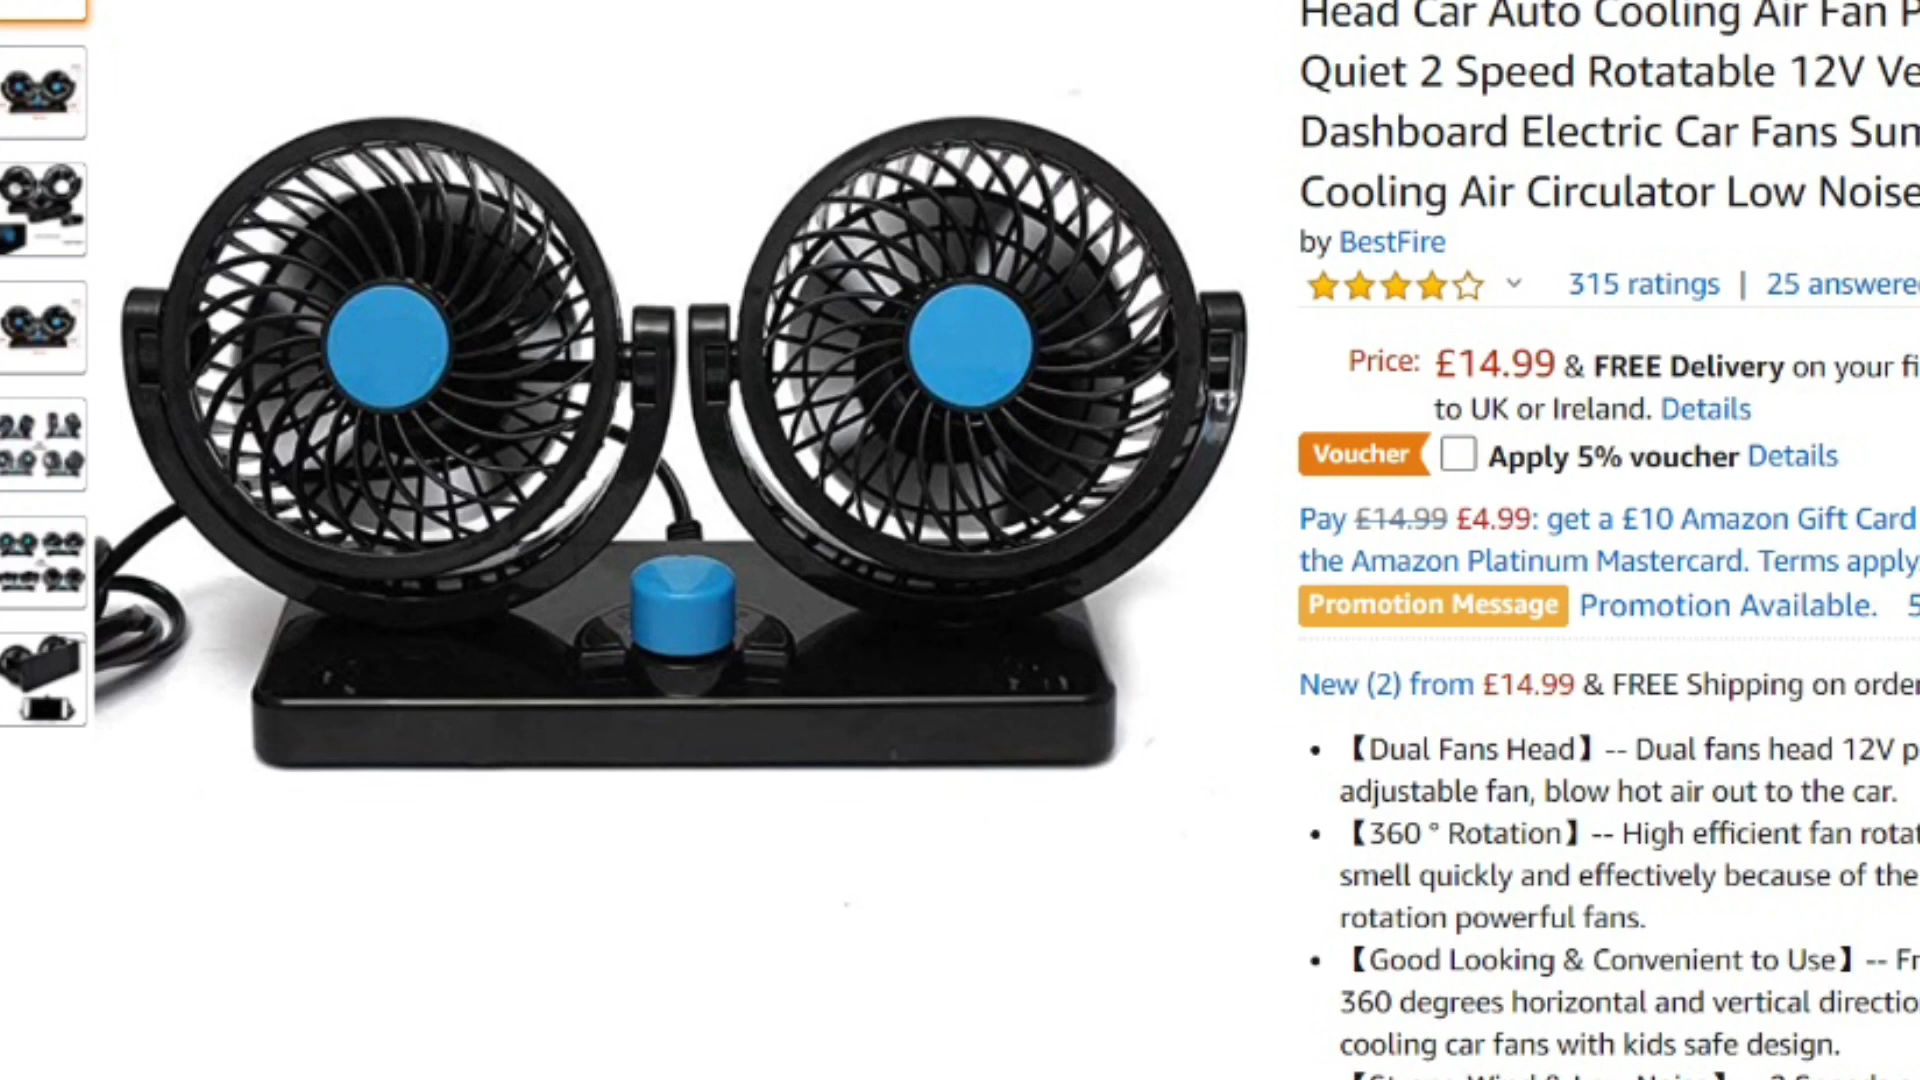 Head Car Auto Cooling Air Fan
Quiet 2 Speed Rotatable 12V
Dashboard Electric Car Fans
Cooling Air Circulator Low Noise
by BestFire
315 ratings | 25 answered
Price: £14.99 & FREE Delivery on your
to UK or Ireland. Details
Voucher Apply 5% voucher Details
Pay £14.99 £4.99: get a £10 Amazon Gift Card
the Amazon Platinum Mastercard. Terms apply
Promotion Message Promotion Available. 5
New (2) from £14.99 & FREE Shipping on
• 【Dual Fans Head】 -- Dual fans head 12V
adjustable fan, blow hot air out to the car.
• 【360 ° Rotation】 -- High efficient fan
smell quickly and effectively because of the
rotation powerful fans.
• 【Good Looking & Convenient to Use】 --
360 degrees horizontal and vertical
cooling car fans with kids safe design.